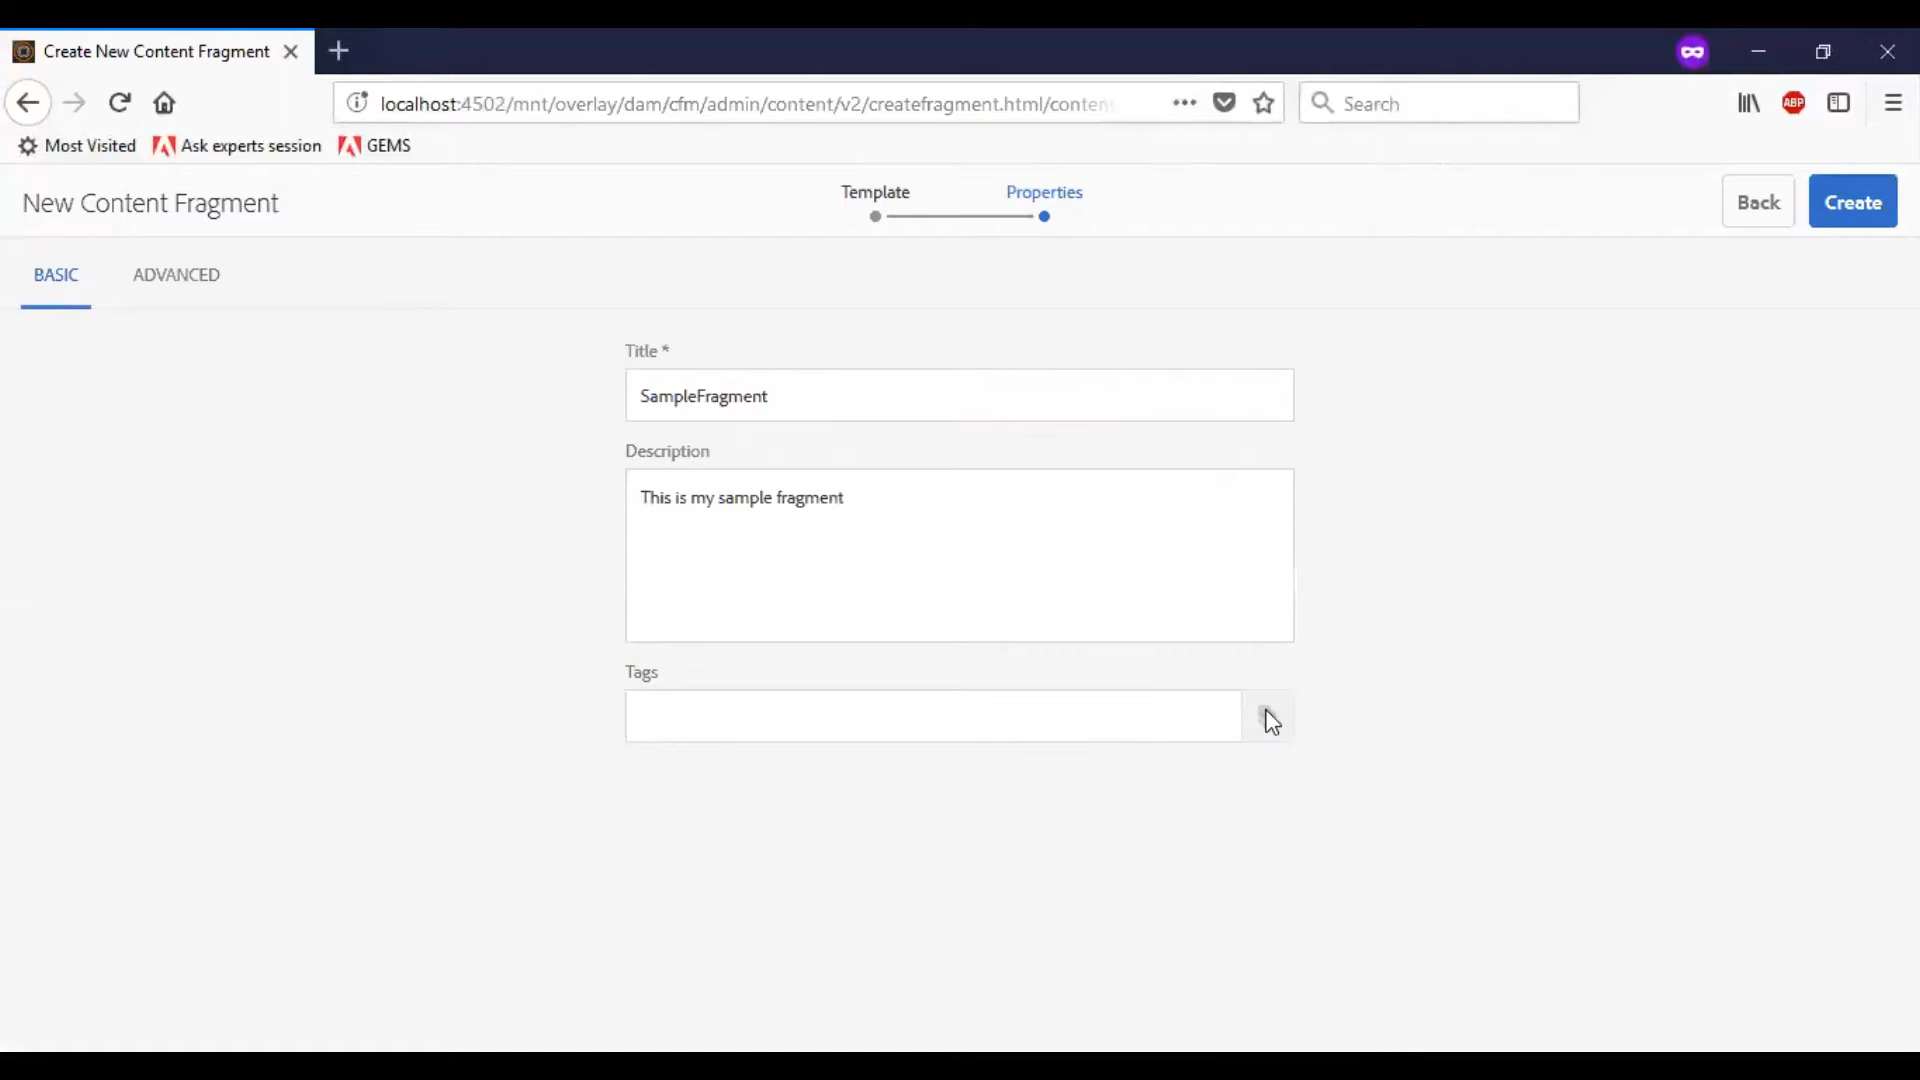 Create New Content Fragment
localhost:4502/mnt/overlay/dam/cfm/admin/content/v2/createfragment.html/conten
Search
ABP
Most Visited
Ask experts session
GEMS
New Content Fragment
Template
Properties
Back
Create
BASIC
ADVANCED
Title *
SampleFragment
Description
This is my sample fragment
Tags